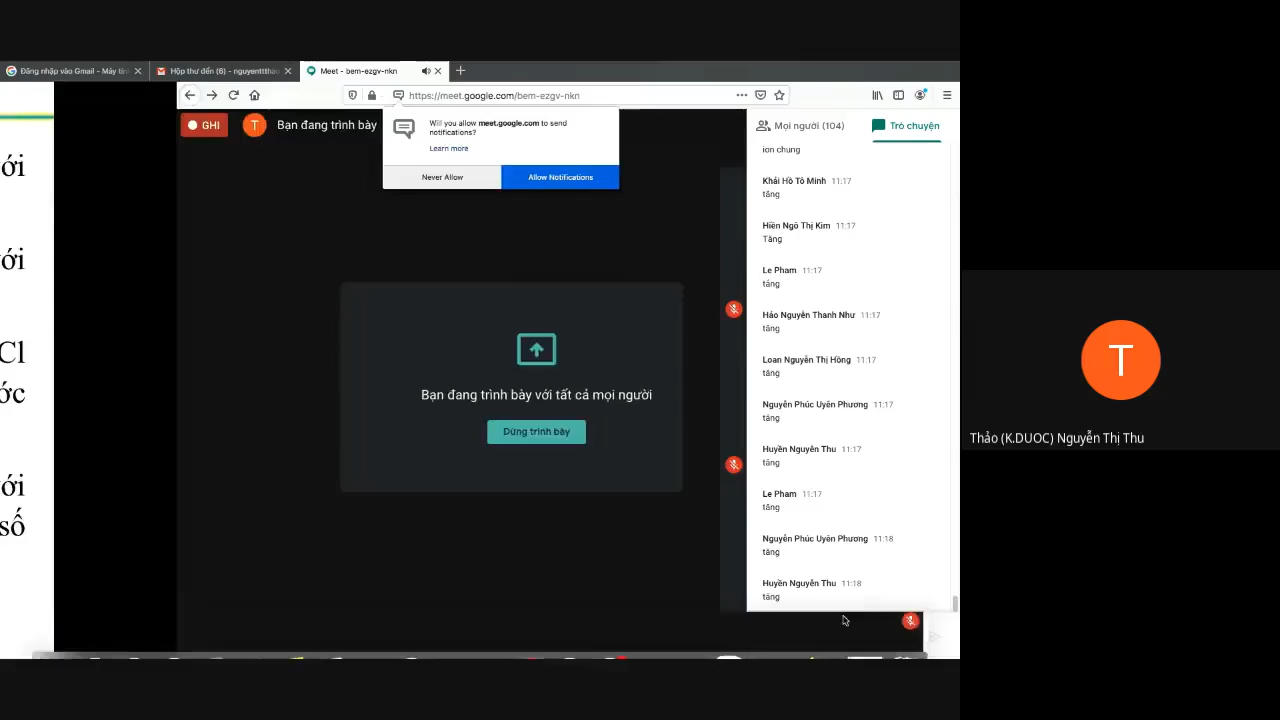 Đăng nhập vào Gmail - Máy tín
Hộp thư đến (6) - nguyenttthao
Meet - bem-ezgv-nkn
https://meet.google.com/bem-ezgv-nkn
GHI
T
Bạn đang trình bày
Will you allow meet.google.com to send
notifications?
Learn more
Never Allow
Allow Notifications
Mọi người (104)
Trò chuyện
ion chung
Khải Hồ Tô Minh 11:17
tăng
Hiền Ngô Thị Kim 11:17
Tăng
Le Pham 11:17
tăng
Hảo Nguyễn Thanh Như 11:17
tăng
Loan Nguyễn Thị Hồng 11:17
tăng
Nguyễn Phúc Uyên Phương 11:17
tăng
Huyền Nguyễn Thu 11:17
tăng
Le Pham 11:17
tăng
Nguyễn Phúc Uyên Phương 11:18
tăng
Huyền Nguyễn Thu 11:18
tăng
Bạn đang trình bày với tất cả mọi người
Dừng trình bày
ới
ới
Cl
ớc
ới
số
T
Thảo (K.DUOC) Nguyễn Thị Thu